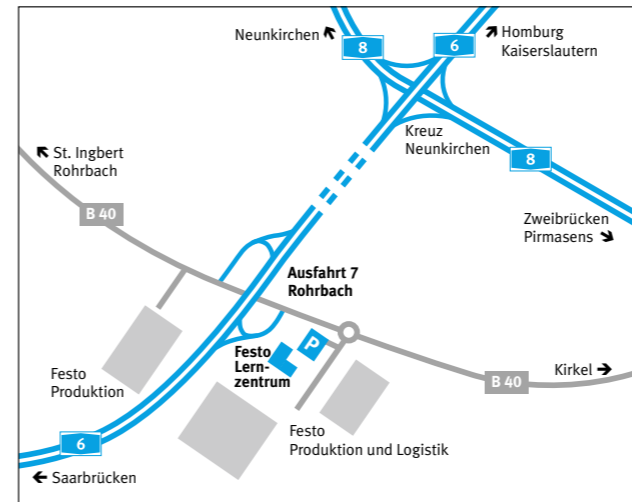 Neunkirchen
8
6
Homburg
Kaiserslautern
Kreuz
Neunkirchen
8
St. Ingbert
Rohrbach
B 40
Zweibrücken
Pirmasens
Ausfahrt 7
Rohrbach
P
Festo
Lern-
zentrum
Festo
Produktion
Kirkel
B 40
Festo
Produktion und Logistik
6
Saarbrücken